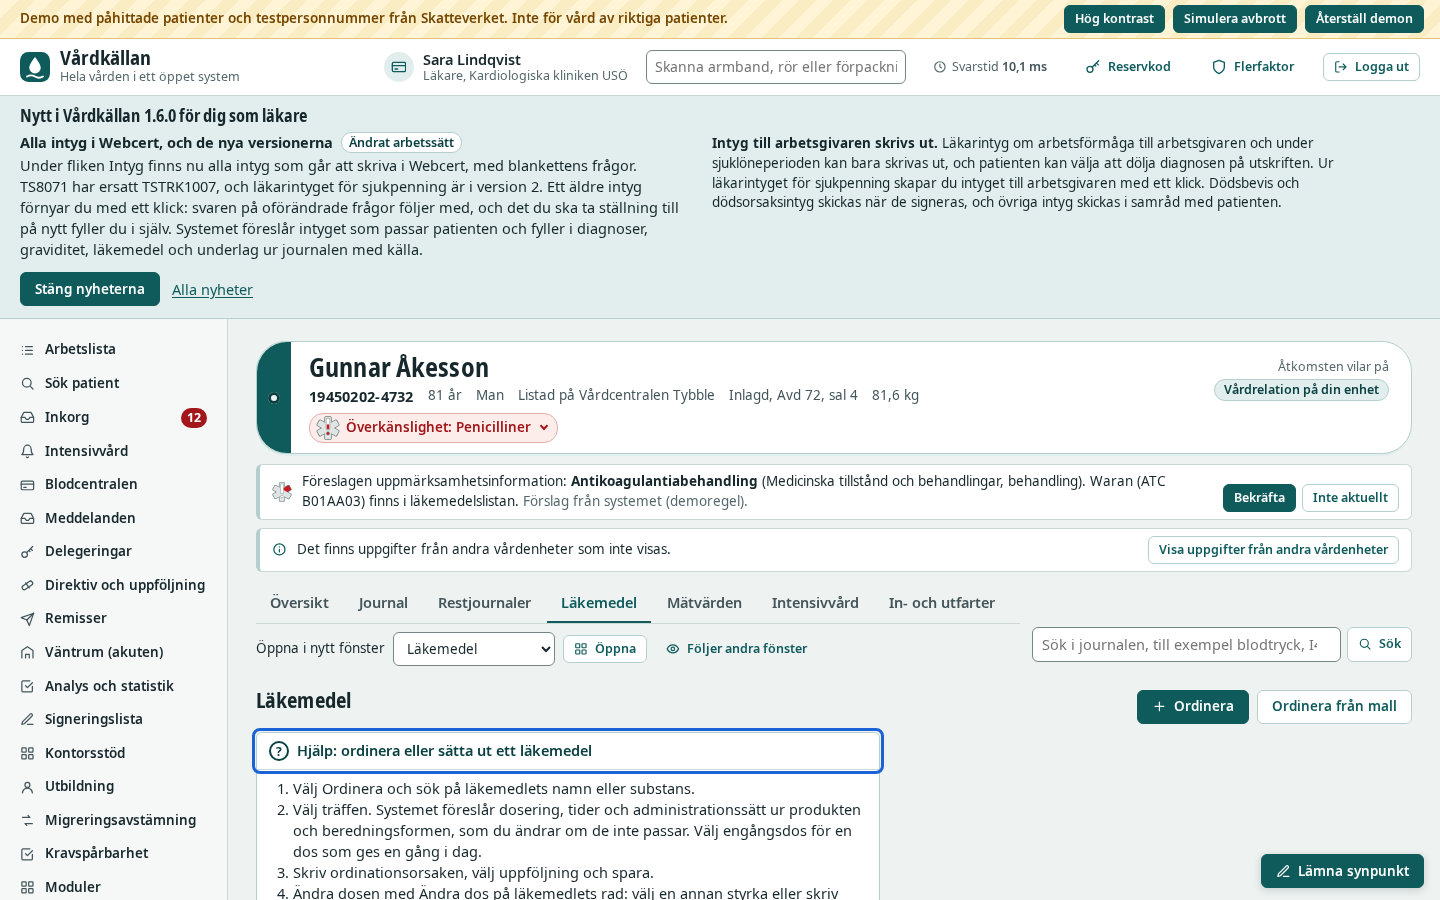 Demo med påhittade patienter och testpersonnummer från Skatteverket. Inte för vård av riktiga patienter.
Hög kontrast
Simulera avbrott
Återställ demon
Vårdkällan
Hela vården i ett öppet system
Sara Lindqvist
Läkare, Kardiologiska kliniken USÖ
Skanna armband, rör eller förpackni
Svarstid 10,1 ms
Reservkod
Flerfaktor
Logga ut
Nytt i Vårdkällan 1.6.0 för dig som läkare
Alla intyg i Webcert, och de nya versionerna
Ändrat arbetssätt
Under fliken Intyg finns nu alla intyg som går att skriva i Webcert, med blankettens frågor.
TS8071 har ersatt TSTRK1007, och läkarintyget för sjukpenning är i version 2. Ett äldre intyg
förnyar du med ett klick: svaren på oförändrade frågor följer med, och det du ska ta ställning till
på nytt fyller du i själv. Systemet föreslår intyget som passar patienten och fyller i diagnoser,
graviditet, läkemedel och underlag ur journalen med källa.
Intyg till arbetsgivaren skrivs ut. Läkarintyg om arbetsförmåga till arbetsgivaren och under
sjuklöneperioden kan bara skrivas ut, och patienten kan välja att dölja diagnosen på utskriften. Ur
läkarintyget för sjukpenning skapar du intyget till arbetsgivaren med ett klick. Dödsbevis och
dödsorsaksintyg skickas när de signeras, och övriga intyg skickas i samråd med patienten.
Stäng nyheterna
Alla nyheter
Arbetslista
Sök patient
Inkorg
12
Intensivvård
Blodcentralen
Meddelanden
Delegeringar
Direktiv och uppföljning
Remisser
Väntrum (akuten)
Analys och statistik
Signeringslista
Kontorsstöd
Utbildning
Migreringsavstämning
Kravspårbarhet
Moduler
Gunnar Åkesson
19450202-4732
81 år
Man
Listad på Vårdcentralen Tybble
Inlagd, Avd 72, sal 4
81,6 kg
Överkänslighet: Penicilliner
Åtkomsten vilar på
Vårdrelation på din enhet
Föreslagen uppmärksamhetsinformation: Antikoagulantiabehandling (Medicinska tillstånd och behandlingar, behandling). Waran (ATC
B01AA03) finns i läkemedelslistan. Förslag från systemet (demoregel).
Bekräfta
Inte aktuellt
Det finns uppgifter från andra vårdenheter som inte visas.
Visa uppgifter från andra vårdenheter
Översikt
Journal
Restjournaler
Läkemedel
Mätvärden
Intensivvård
In- och utfarter
Öppna i nytt fönster
Läkemedel
Öppna
Följer andra fönster
Sök i journalen, till exempel blodtryck, I4
Sök
Läkemedel
Ordinera
Ordinera från mall
Hjälp: ordinera eller sätta ut ett läkemedel
1. Välj Ordinera och sök på läkemedlets namn eller substans.
2. Välj träffen. Systemet föreslår dosering, tider och administrationssätt ur produkten
och beredningsformen, som du ändrar om de inte passar. Välj engångsdos för en
dos som ges en gång i dag.
3. Skriv ordinationsorsaken, välj uppföljning och spara.
4. Ändra dosen med Ändra dos på läkemedlets rad: välj en annan styrka eller skriv
Lämna synpunkt